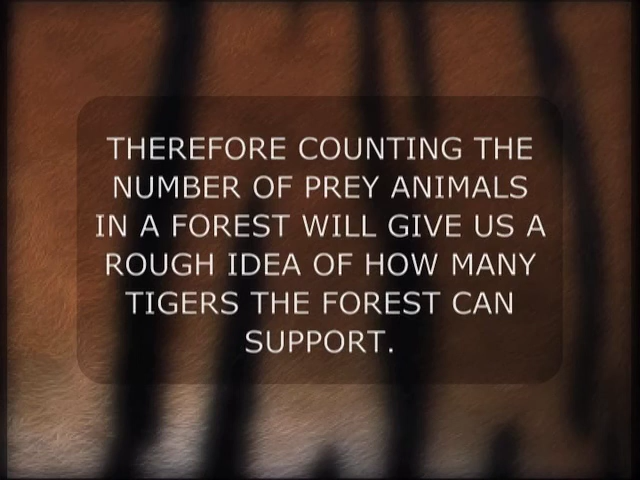 THEREFORE COUNTING THE
NUMBER OF PREY ANIMALS
IN A FOREST WILL GIVE US A
ROUGH IDEA OF HOW MANY
TIGERS THE FOREST CAN
SUPPORT.